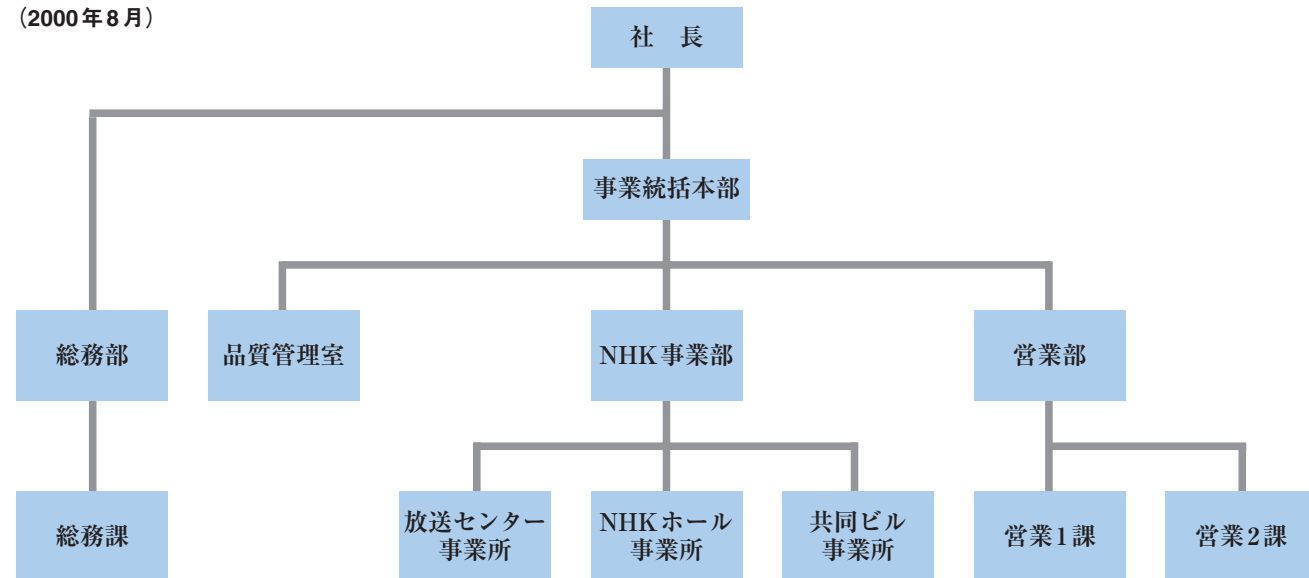 （2000年8月）
社　長
事業統括本部
総務部
品質管理室
NHK事業部
営業部
総務課
放送センター
事業所
NHKホール
事業所
共同ビル
事業所
営業1課
営業2課